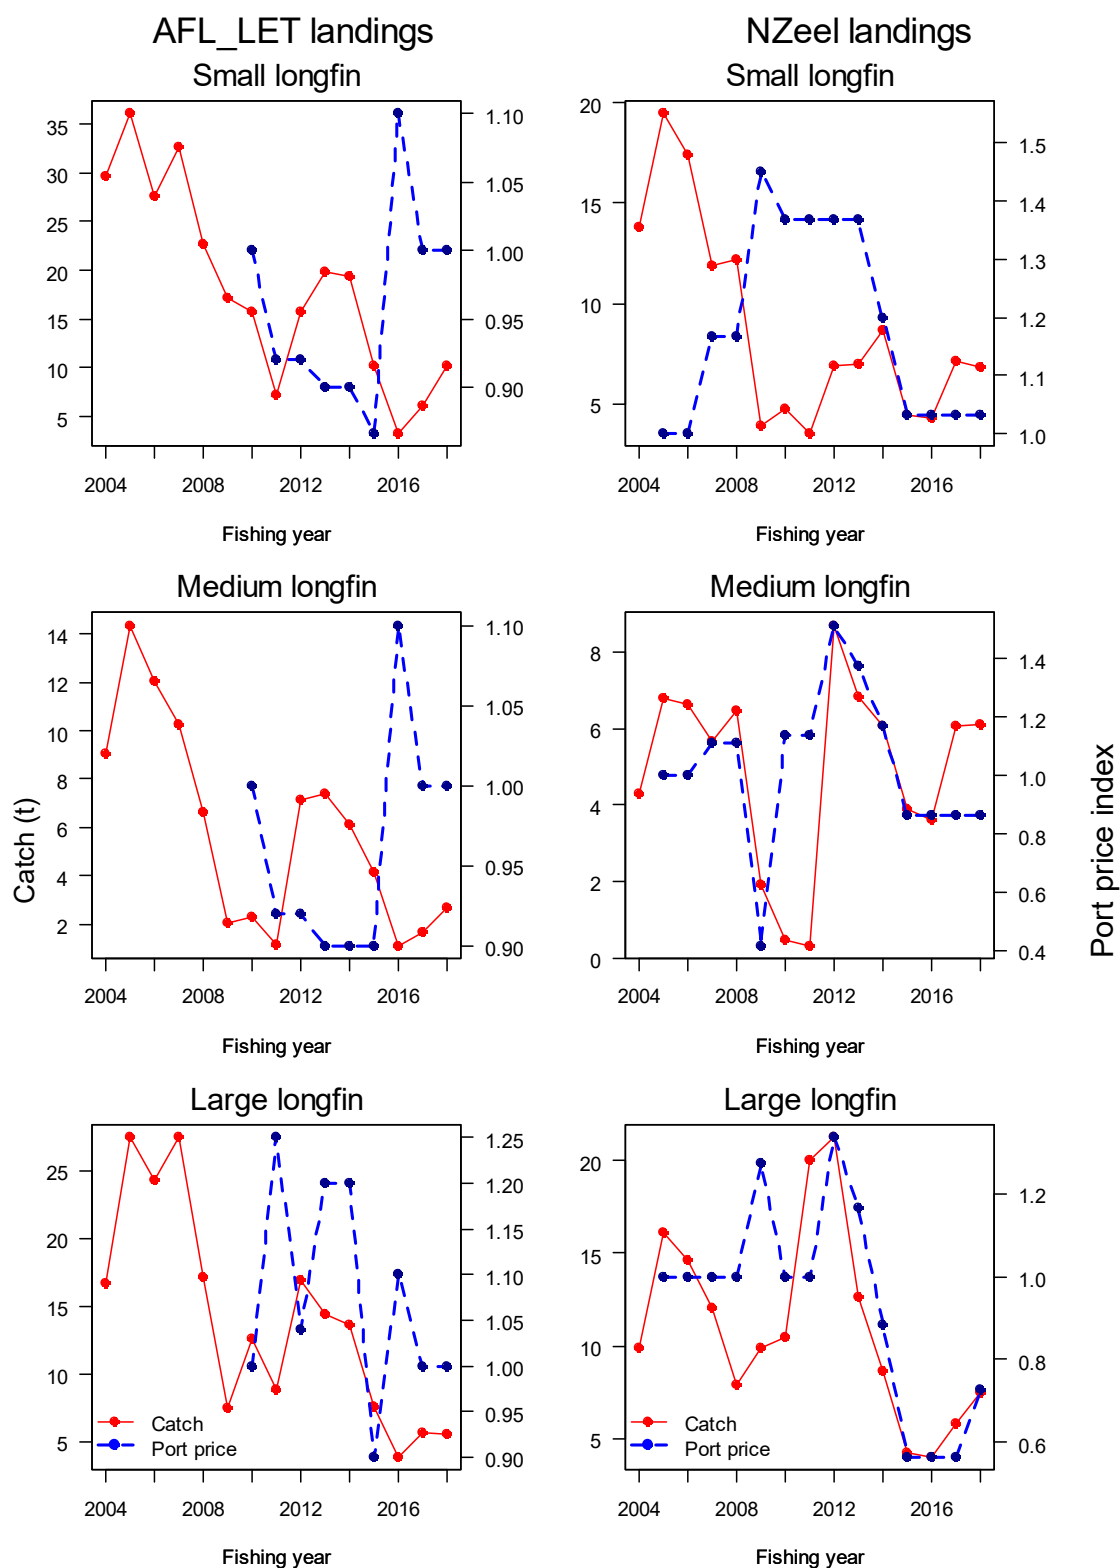 AFL_LET landings
NZeel landings
Small longfin
Small longfin
35
30
25
20
15
10
5
1.10
1.05
1.00
0.95
0.90
20
15
10
5
1.5
1.4
1.3
1.2
1.1
1.0
2004 2008 2012 2016
2004 2008 2012 2016
Fishing year
Fishing year
Medium longfin
Medium longfin
14
12
10
8
6
4
2
1.10
1.05
1.00
0.95
0.90
8
6
4
2
0
1.4
1.2
1.0
0.8
0.6
0.4
Catch (t)
Port price index
2004 2008 2012 2016
2004 2008 2012 2016
Fishing year
Fishing year
Large longfin
Large longfin
25
20
15
10
5
1.25
1.20
1.15
1.10
1.05
1.00
0.95
0.90
20
15
10
5
1.2
1.0
0.8
0.6
Catch
Port price
Catch
Port price
2004 2008 2012 2016
2004 2008 2012 2016
Fishing year
Fishing year